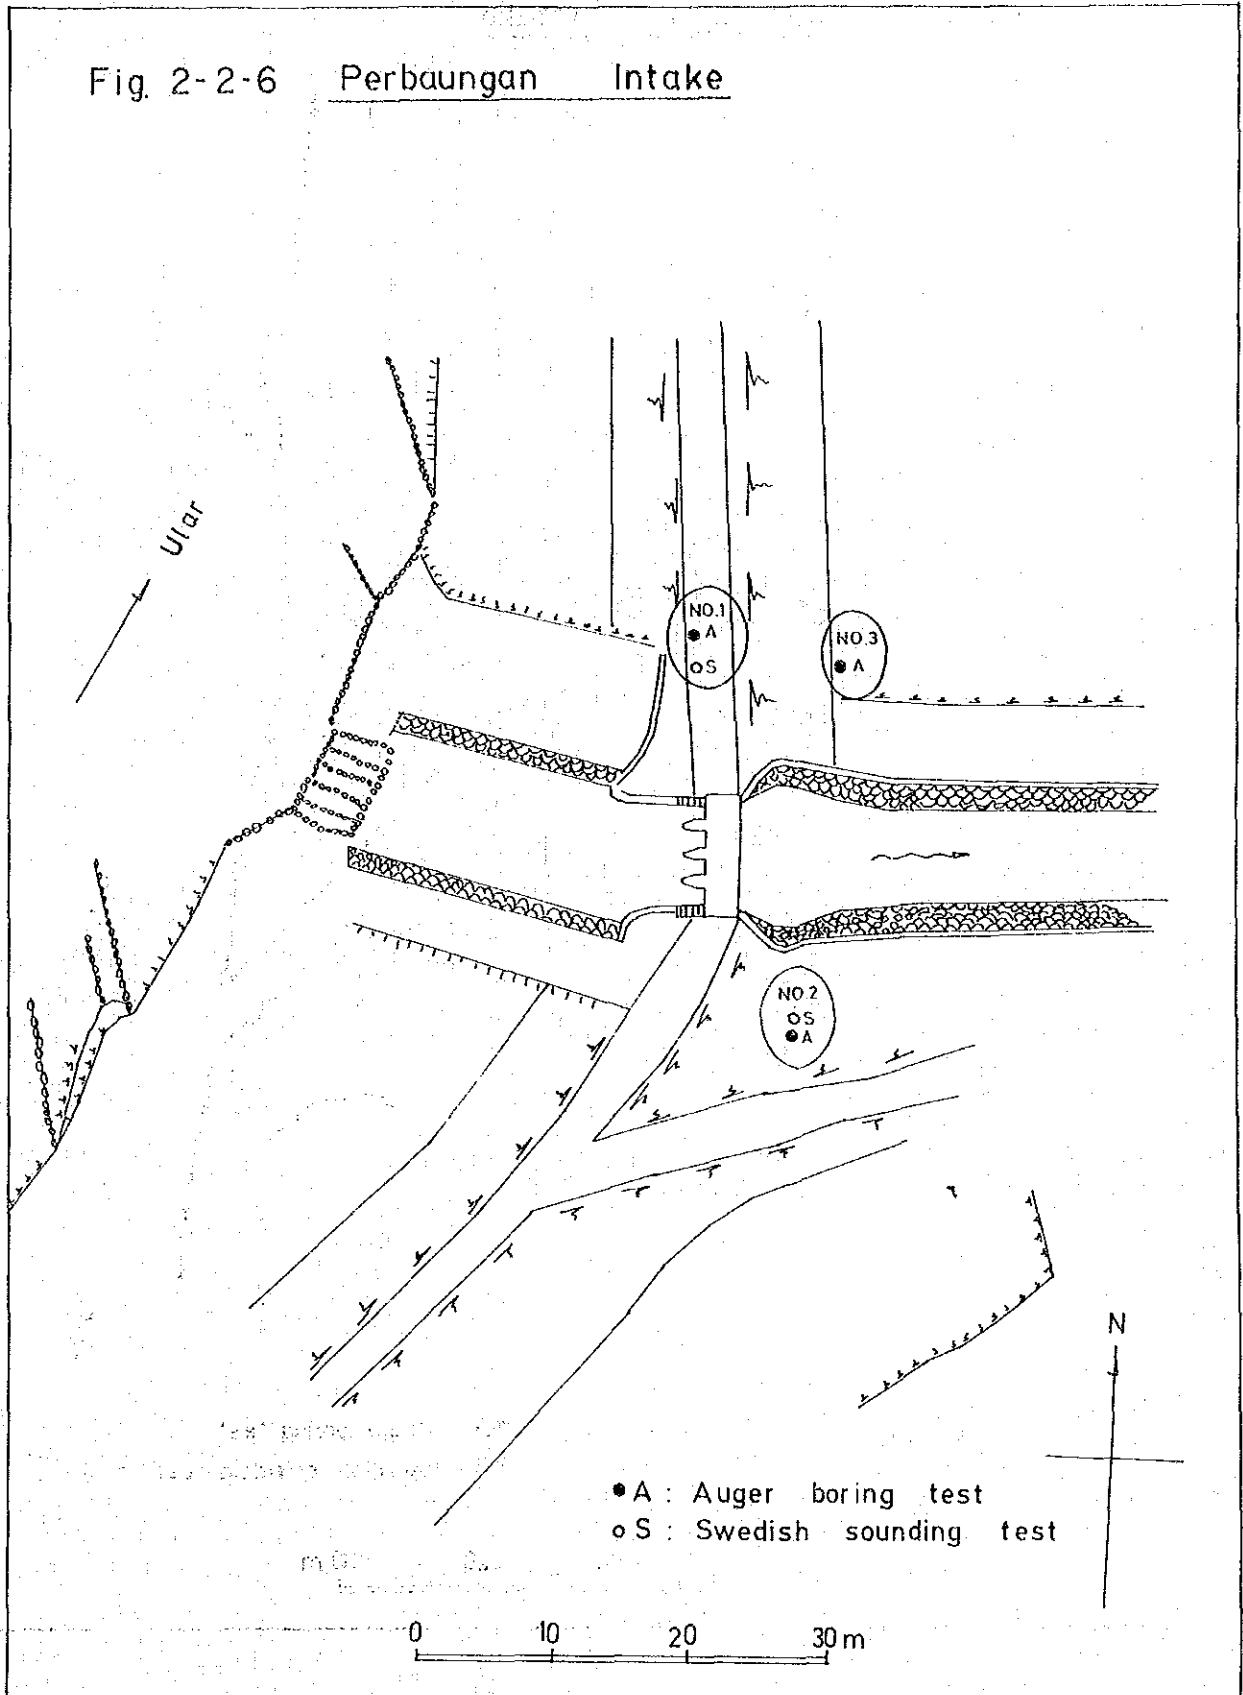 Fig. 2-2-6 Perbaungan Intake
Ular
NO.1
A
S
NO.3
A
NO.2
S
A
N
A : Auger boring test
S : Swedish sounding test
0 10 20 30 m